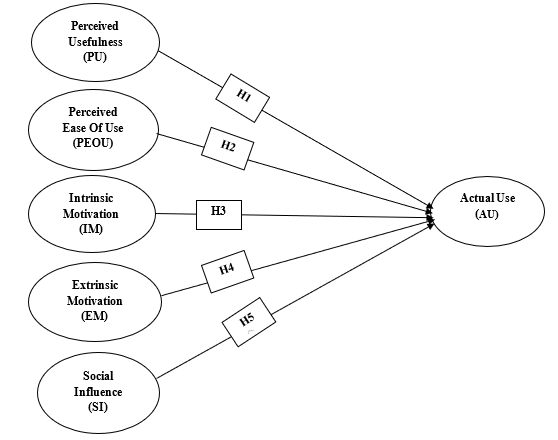 Perceived
Usefulness
(PU)
H1
Perceived
Ease Of Use
(PEOU)
H2
Intrinsic
Motivation
(IM)
H3
Actual Use
(AU)
Extrinsic
Motivation
(EM)
H4
Social
Influence
(SI)
H5